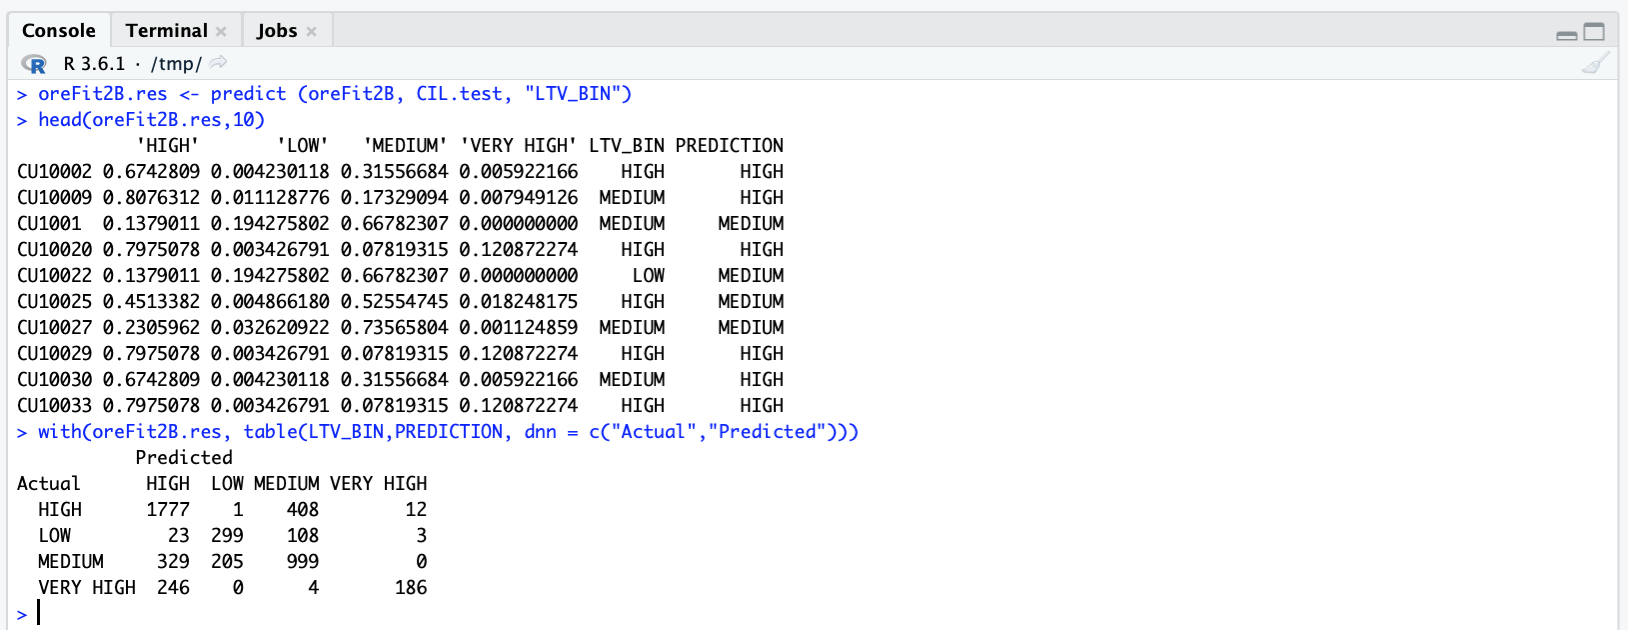 Console Terminal × Jobs ×
R R 3.6.1 · /tmp/
> oreFit2B.res <- predict (oreFit2B, CIL.test, "LTV_BIN")
> head(oreFit2B.res,10)
'HIGH' 'LOW' 'MEDIUM' 'VERY HIGH' LTV_BIN PREDICTION
CU10002 0.6742809 0.004230118 0.31556684 0.005922166 HIGH HIGH
CU10009 0.8076312 0.011128776 0.17329094 0.007949126 MEDIUM HIGH
CU1001 0.1379011 0.194275802 0.66782307 0.000000000 MEDIUM MEDIUM
CU10020 0.7975078 0.003426791 0.07819315 0.120872274 HIGH HIGH
CU10022 0.1379011 0.194275802 0.66782307 0.000000000 LOW MEDIUM
CU10025 0.4513382 0.004866180 0.52554745 0.018248175 HIGH MEDIUM
CU10027 0.2305962 0.032620922 0.73565804 0.001124859 MEDIUM MEDIUM
CU10029 0.7975078 0.003426791 0.07819315 0.120872274 HIGH HIGH
CU10030 0.6742809 0.004230118 0.31556684 0.005922166 MEDIUM HIGH
CU10033 0.7975078 0.003426791 0.07819315 0.120872274 HIGH HIGH
> with(oreFit2B.res, table(LTV_BIN,PREDICTION, dnn = c("Actual","Predicted")))
Predicted
Actual HIGH LOW MEDIUM VERY HIGH
HIGH 1777 1 408 12
LOW 23 299 108 3
MEDIUM 329 205 999 0
VERY HIGH 246 0 4 186
>